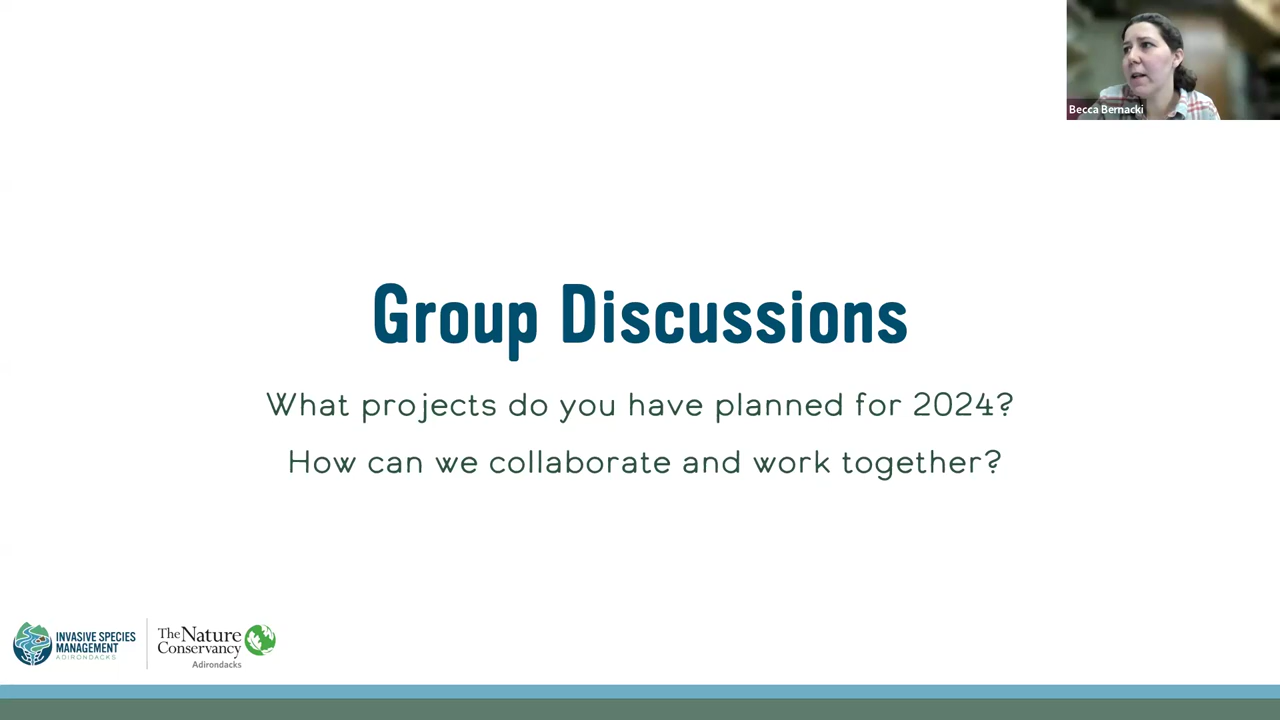 Becca Bernacki
Group Discussions
What projects do you have planned for 2024?
How can we collaborate and work together?
INVASIVE SPECIES
MANAGEMENT
ADIRONDACKS
The Nature
Conservancy
Adirondacks